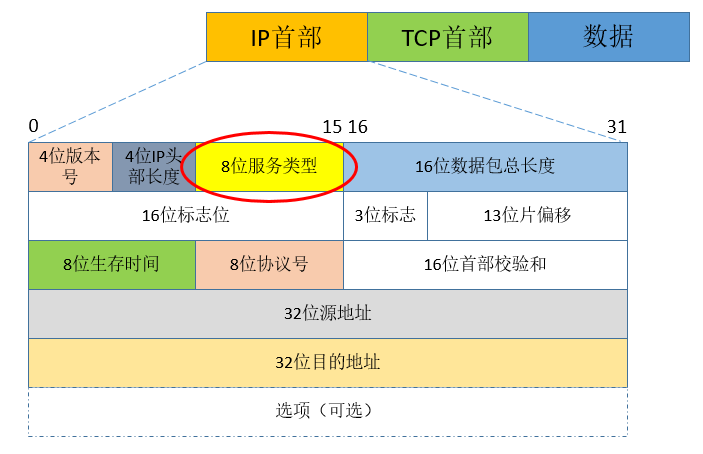 IP首部 TCP首部 数据
0 15 16 31
4位版本号 4位IP头部长度 8位服务类型 16位数据包总长度
16位标志位 3位标志 13位片偏移
8位生存时间 8位协议号 16位首部校验和
32位源地址
32位目的地址
选项（可选）